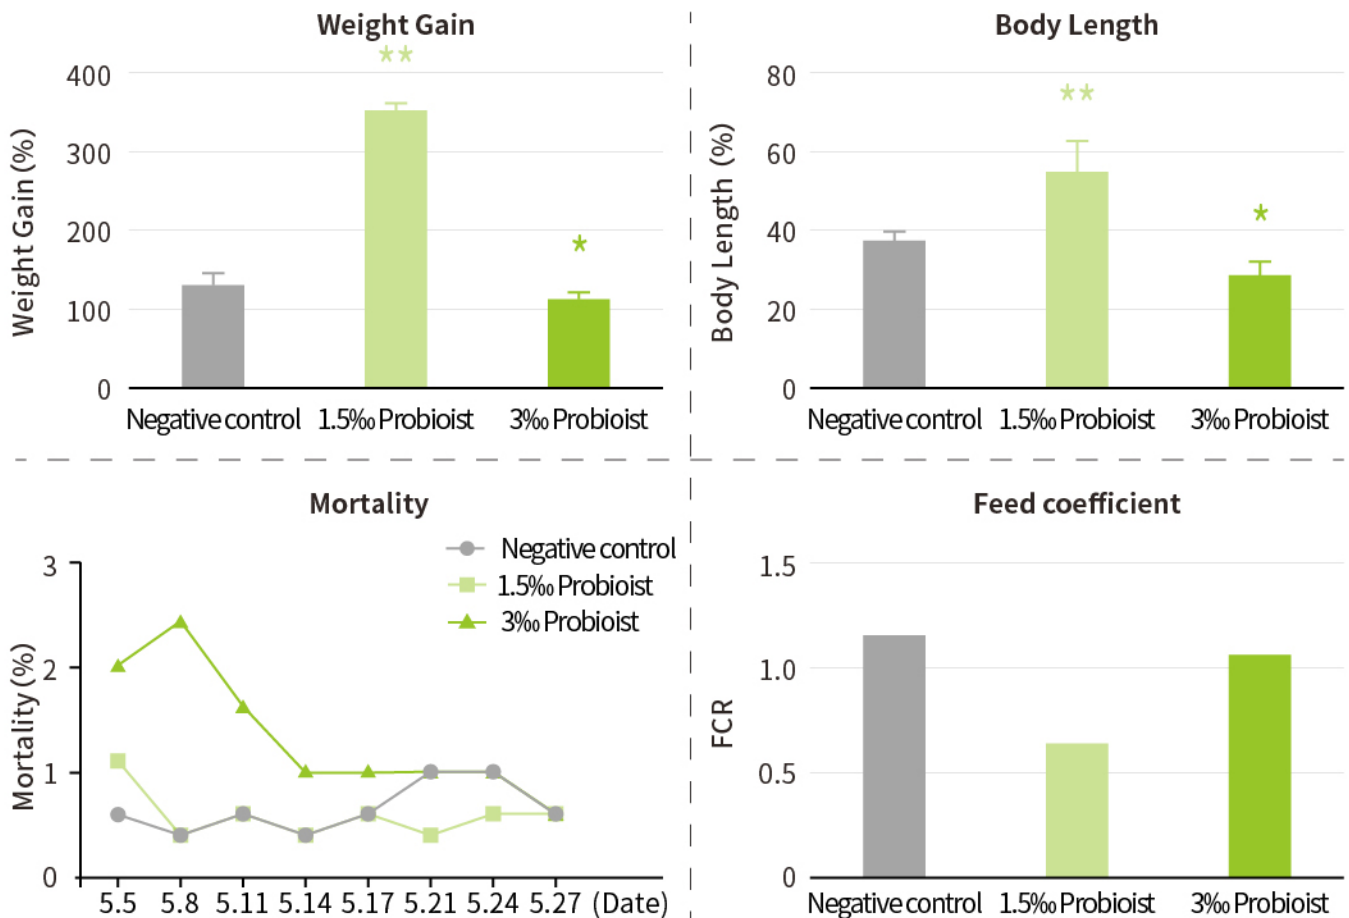 Weight Gain
**
400
300
200
100
0
Weight Gain (%)
*
Negative control 1.5‰ Probioist 3‰ Probioist
Body Length
80
60
40
20
0
Body Length (%)
**
*
Negative control 1.5‰ Probioist 3‰ Probioist
Mortality
Negative control
1.5‰ Probioist
3‰ Probioist
3
2
1
0
Mortality (%)
5.5 5.8 5.11 5.14 5.17 5.21 5.24 5.27 (Date)
Feed coefficient
1.5
1.0
0.5
0
FCR
Negative control 1.5‰ Probioist 3‰ Probioist